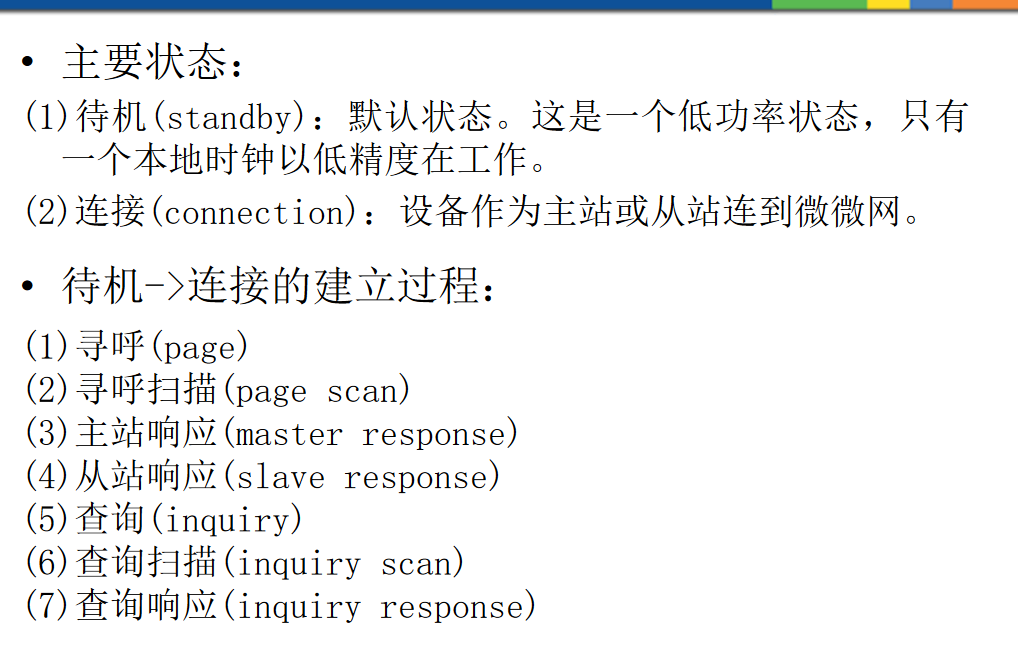 • 主要状态：
(1)待机(standby)：默认状态。这是一个低功率状态，只有
一个本地时钟以低精度在工作。
(2)连接(connection)：设备作为主站或从站连到微微网。
• 待机->连接的建立过程：
(1)寻呼(page)
(2)寻呼扫描(page scan)
(3)主站响应(master response)
(4)从站响应(slave response)
(5)查询(inquiry)
(6)查询扫描(inquiry scan)
(7)查询响应(inquiry response)